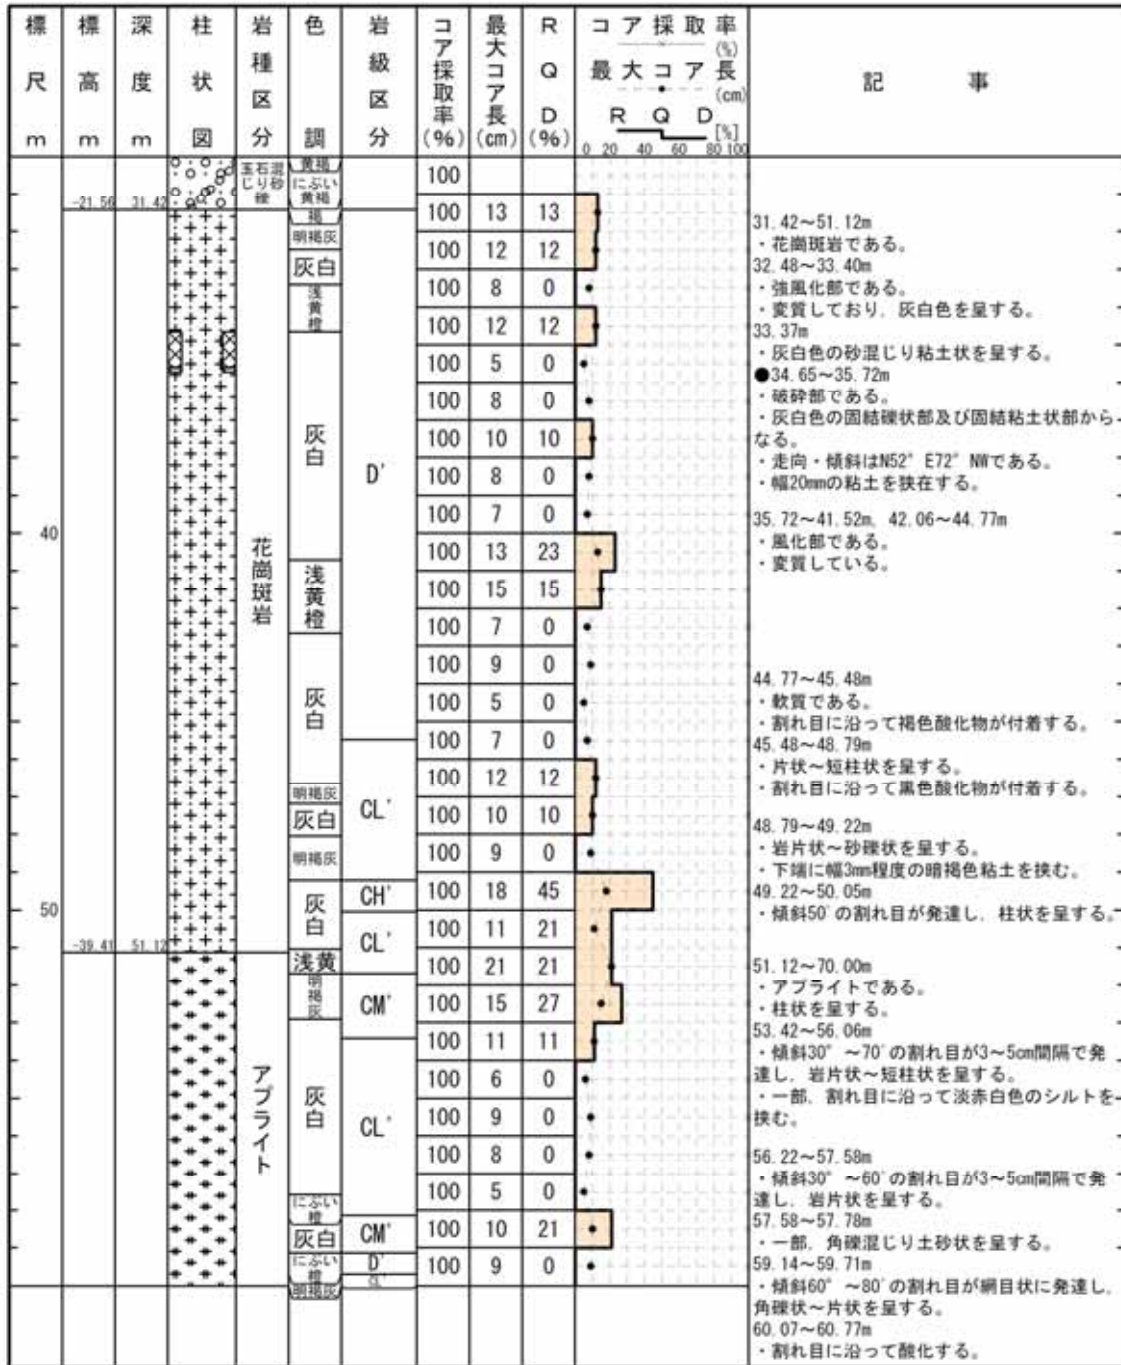 標尺 m
標高 m
深度 m
柱状図
岩種区分
色調
岩級区分
コア採取率(%)
最大コア長(cm)
RQD(%)
コア採取率(%)
最大コア長(cm)
RQD[%]
0 20 40 60 80 100
記事
40
50
-21.56 31.42
-39.41 51.12
玉石混じり砂礫
花崗斑岩
アプライト
黄褐
にぶい黄褐
褐
明褐灰
灰白
浅黄橙
灰白
浅黄橙
灰白
明褐灰
灰白
明褐灰
灰白
浅黄
明褐灰
灰白
にぶい橙
灰白
にぶい橙
明褐灰
D'
CL'
CH'
CL'
CM'
CL'
CM'
D'
CL'
100
100 13 13
100 12 12
100 8 0
100 12 12
100 5 0
100 8 0
100 10 10
100 8 0
100 7 0
100 13 23
100 15 15
100 7 0
100 9 0
100 5 0
100 7 0
100 12 12
100 10 10
100 9 0
100 18 45
100 11 21
100 21 21
100 15 27
100 11 11
100 6 0
100 9 0
100 8 0
100 5 0
100 10 21
100 9 0
31.42～51.12m
・花崗斑岩である。
32.48～33.40m
・強風化部である。
・変質しており，灰白色を呈する。
33.37m
・灰白色の砂混じり粘土状を呈する。
●34.65～35.72m
・破砕部である。
・灰白色の固結礫状部及び固結粘土状部から
なる。
・走向・傾斜はN52°E72°NWである。
・幅20mmの粘土を狭在する。
35.72～41.52m, 42.06～44.77m
・風化部である。
・変質している。
44.77～45.48m
・軟質である。
・割れ目に沿って褐色酸化物が付着する。
45.48～48.79m
・片状～短柱状を呈する。
・割れ目に沿って黒色酸化物が付着する。
48.79～49.22m
・岩片状～砂礫状を呈する。
・下端に幅3mm程度の暗褐色粘土を挟む。
49.22～50.05m
・傾斜50°の割れ目が発達し，柱状を呈する。
51.12～70.00m
・アプライトである。
・柱状を呈する。
53.42～56.06m
・傾斜30°～70°の割れ目が3～5cm間隔で発
達し，岩片状～短柱状を呈する。
・一部，割れ目に沿って淡赤白色のシルトを
挟む。
56.22～57.58m
・傾斜30°～60°の割れ目が3～5cm間隔で発
達し，岩片状を呈する。
57.58～57.78m
・一部，角礫混じり土砂状を呈する。
59.14～59.71m
・傾斜60°～80°の割れ目が網目状に発達し，
角礫状～片状を呈する。
60.07～60.77m
・割れ目に沿って酸化する。